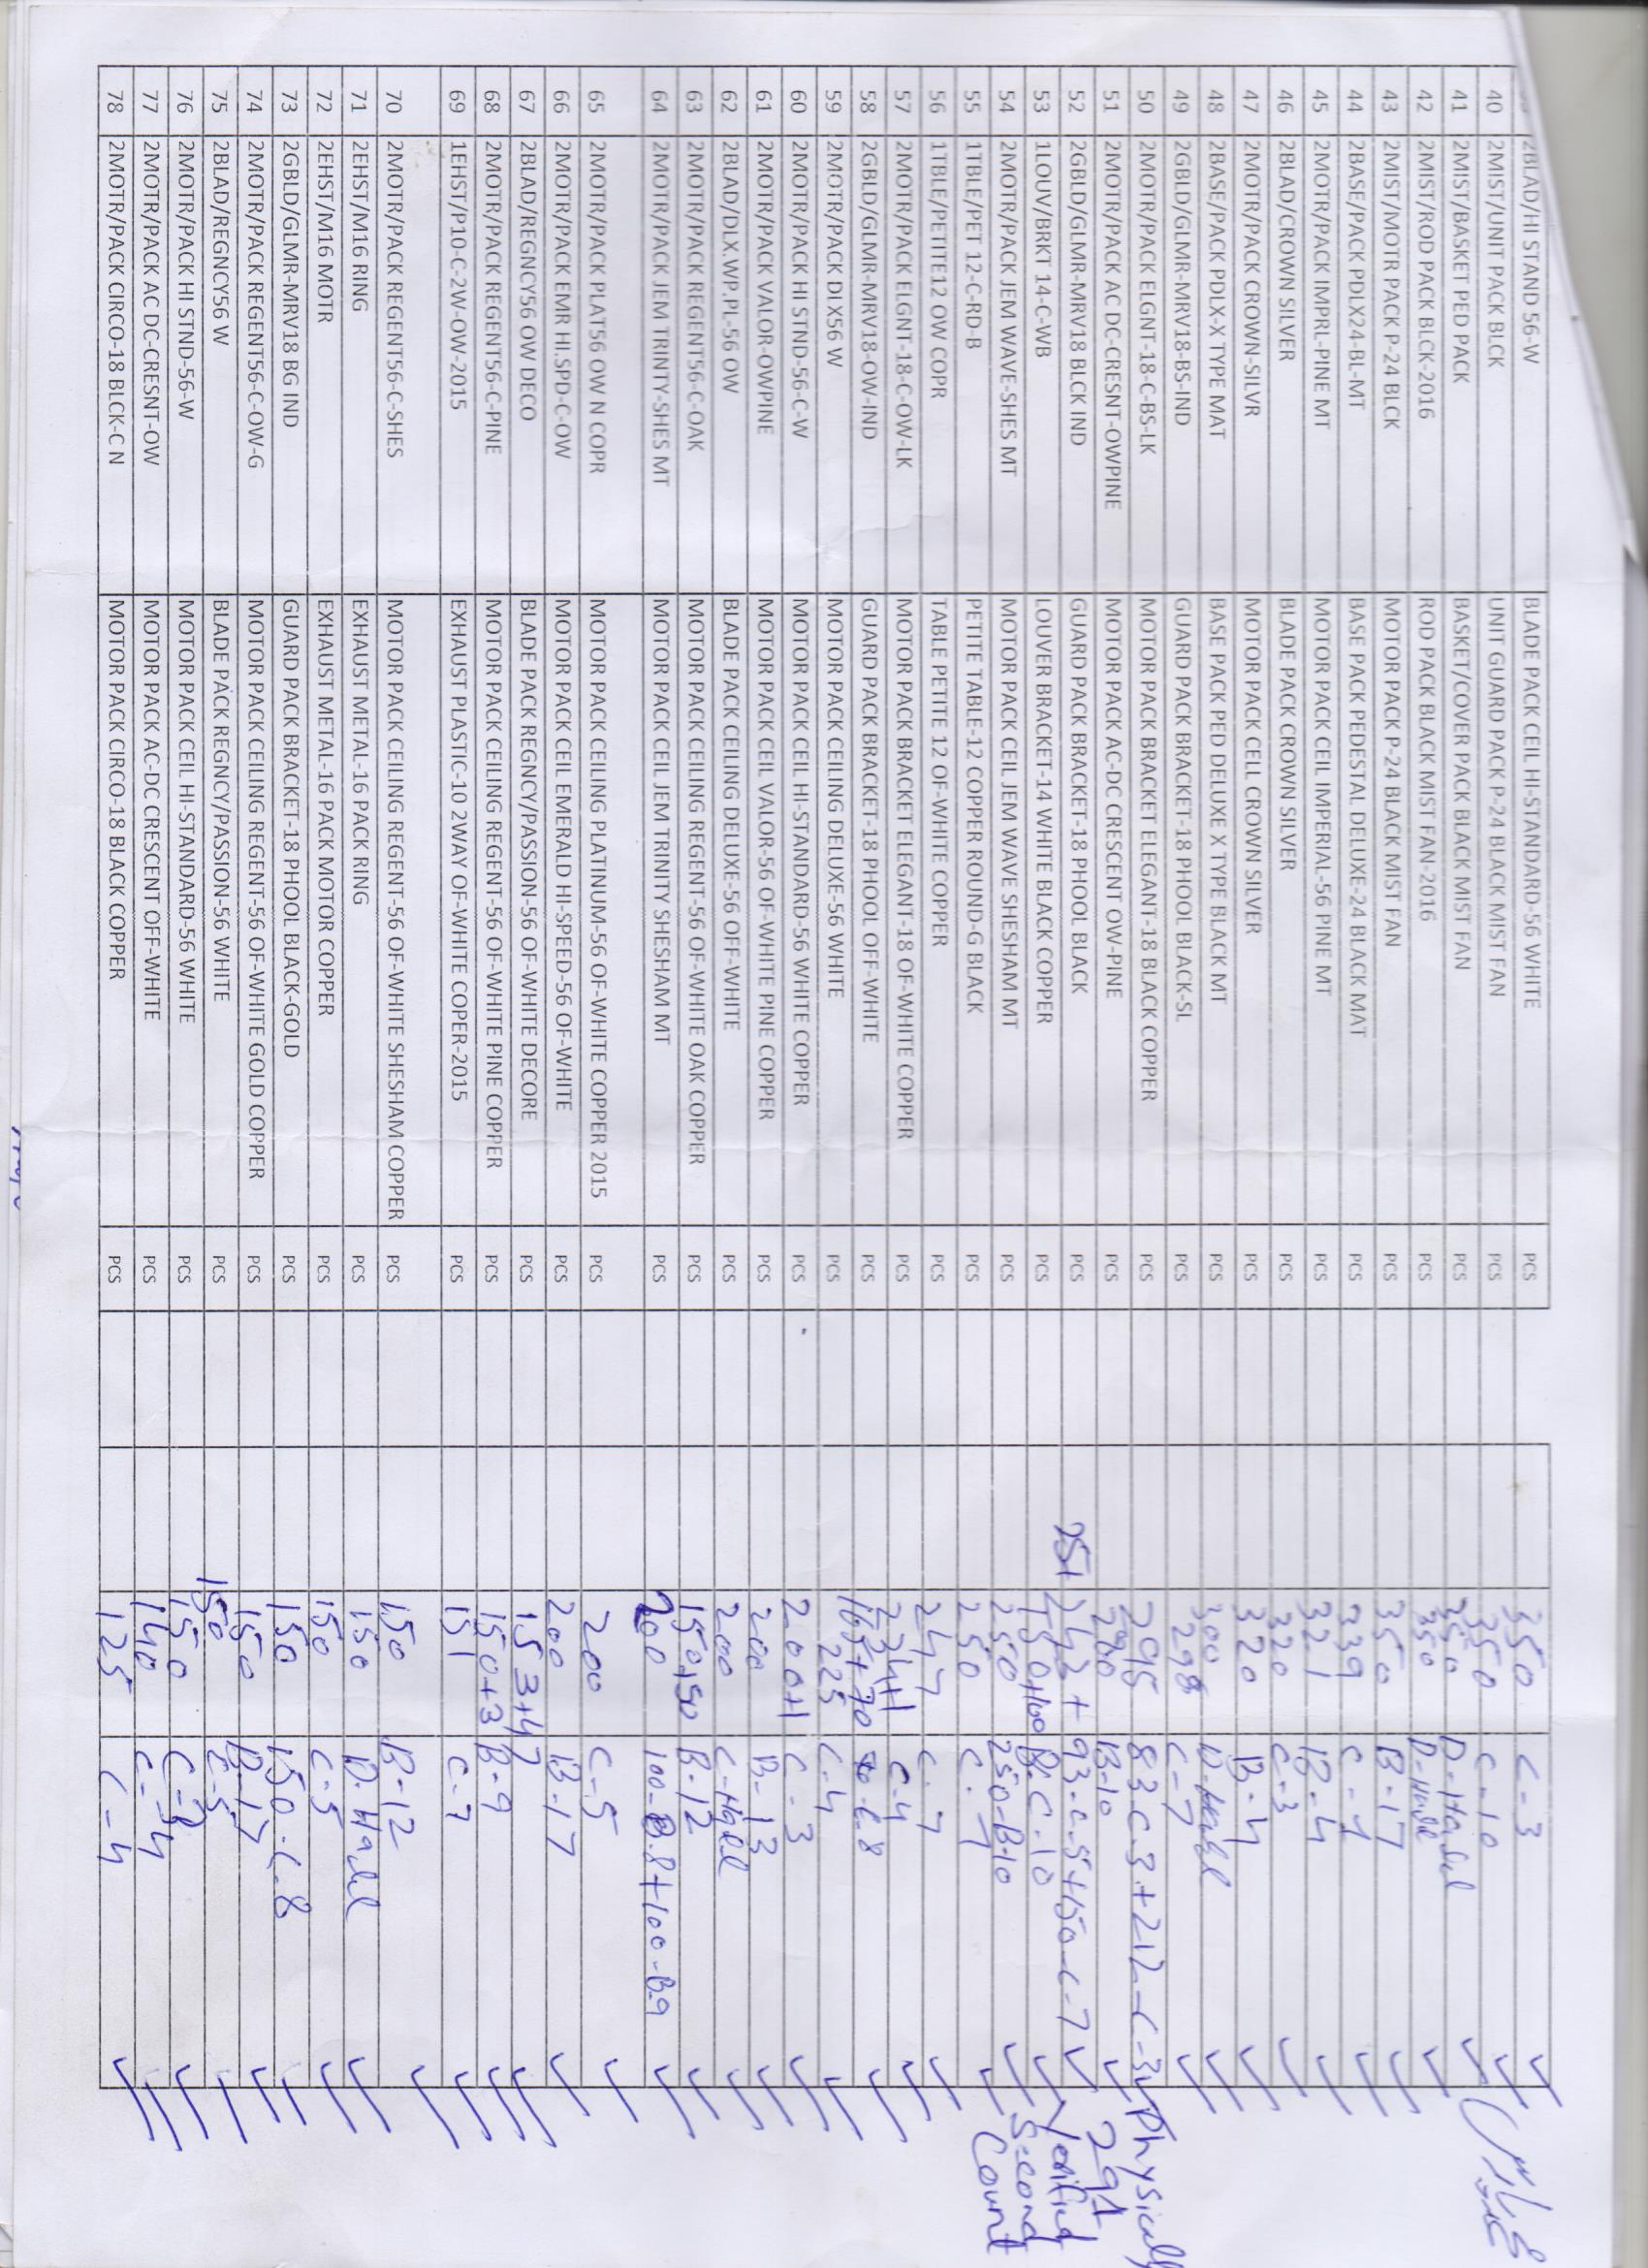 2BLAD/HI STAND 56-W BLADE PACK CEIL HI-STANDARD-56 WHITE PCS 350 C-3 ✓
40 2MIST/UNIT PACK BLCK UNIT GUARD PACK P-24 BLACK MIST FAN PCS 350 C-10 ✓
41 2MIST/BASKET PED PACK BASKET/COVER PACK BLACK MIST FAN PCS 350 D-Hall ✓
42 2MIST/ROD PACK BLCK-2016 ROD PACK BLACK MIST FAN-2016 PCS 350 D-Hall ✓
43 2MIST/MOTR PACK P-24 BLCK MOTOR PACK P-24 BLACK MIST FAN PCS 350 B-17 ✓
44 2BASE/PACK PDLX24-BL-MT BASE PACK PEDESTAL DELUXE-24 BLACK MAT PCS 339 C-1 ✓
45 2MOTR/PACK IMPRL-PINE MT MOTOR PACK CEIL IMPERIAL-56 PINE MT PCS 321 B-4 ✓
46 2BLAD/CROWN SILVER BLADE PACK CROWN SILVER PCS 320 C-3 ✓
47 2MOTR/PACK CROWN-SILVR MOTOR PACK CELL CROWN SILVER PCS 320 B-4 ✓
48 2BASE/PACK PDLX-X TYPE MAT BASE PACK PED DELUXE X TYPE BLACK MT PCS 300 D-Hall ✓
49 2GBLD/GLMR-MRV18-BS-IND GUARD PACK BRACKET-18 PHOOL BLACK-SL PCS 298 C-7 ✓
50 2MOTR/PACK ELGNT-18-C-BS-LK MOTOR PACK BRACKET ELEGANT-18 BLACK COPPER PCS 295 83-C.3+212-C-3 ✓ Physically
51 2MOTR/PACK AC DC-CRESNT-OWPINE MOTOR PACK AC-DC CRESCENT OW-PINE PCS 280 B-10 ✓ 291
52 2GBLD/GLMR-MRV18 BLCK IND GUARD PACK BRACKET-18 PHOOL BLACK PCS 251 243+ 93-C-5+150-C-7 ✓ Verified
53 1LOUV/BRKT 14-C-WB LOUVER BRACKET-14 WHITE BLACK COPPER PCS 150+100 C-10 ✓ Second
54 2MOTR/PACK JEM WAVE-SHES MT MOTOR PACK CEIL JEM WAVE SHESHAM MT PCS 250 250-B-10 ✓ Count
55 1TBLE/PET 12-C-RD-B PETITE TABLE-12 COPPER ROUND-G BLACK PCS 250 C-7 ✓
56 1TBLE/PETITE12 OW COPR TABLE PETITE 12 OF-WHITE COPPER PCS 247 C-7 ✓
57 2MOTR/PACK ELGNT-18-C-OW-LK MOTOR PACK BRACKET ELEGANT-18 OF-WHITE COPPER PCS 234+1 C-4 ✓
58 2GBLD/GLMR-MRV18-OW-IND GUARD PACK BRACKET-18 PHOOL OFF-WHITE PCS 165+70 C-8 ✓
59 2MOTR/PACK DLX56 W MOTOR PACK CEILING DELUXE-56 WHITE PCS 225 C-4 ✓
60 2MOTR/PACK HI STND-56-C-W MOTOR PACK CEIL HI-STANDARD-56 WHITE COPPER PCS 200+1 C-3 ✓
61 2MOTR/PACK VALOR-OWPINE MOTOR PACK CEIL VALOR-56 OF-WHITE PINE COPPER PCS 200 B-13 ✓
62 2BLAD/DLX.WP.PL-56 OW BLADE PACK CEILING DELUXE-56 OFF-WHITE PCS 200 C-Hall ✓
63 2MOTR/PACK REGENT56-C-OAK MOTOR PACK CEILING REGENT-56 OF-WHITE OAK COPPER PCS 150+50 B-12 ✓
64 2MOTR/PACK JEM TRINTY-SHES MT MOTOR PACK CEIL JEM TRINITY SHESHAM MT PCS 200 100-B-8+100-B-9 ✓
65 2MOTR/PACK PLAT56 OW N COPR MOTOR PACK CEILING PLATINUM-56 OF-WHITE COPPER 2015 PCS 200 C-5 ✓
66 2MOTR/PACK EMR HI.SPD-C-OW MOTOR PACK CEIL EMERALD HI-SPEED-56 OF-WHITE PCS 200 B-17 ✓
67 2BLAD/REGNCY56 OW DECO BLADE PACK REGNCY/PASSION-56 OF-WHITE DECORE PCS 153+47 ✓
68 2MOTR/PACK REGENT56-C-PINE MOTOR PACK CEILING REGENT-56 OF-WHITE PINE COPPER PCS 150+3 B-9 ✓
69 1EHST/P10-C-2W-OW-2015 EXHAUST PLASTIC-10 2WAY OF-WHITE COPER-2015 PCS 151 C-7 ✓
70 2MOTR/PACK REGENT56-C-SHES MOTOR PACK CEILING REGENT-56 OF-WHITE SHESHAM COPPER PCS 150 B-12 ✓
71 2EHST/M16 RING EXHAUST METAL-16 PACK RING PCS 150 D-Hall ✓
72 2EHST/M16 MOTR EXHAUST METAL-16 PACK MOTOR COPPER PCS 150 C-5 ✓
73 2GBLD/GLMR-MRV18 BG IND GUARD PACK BRACKET-18 PHOOL BLACK-GOLD PCS 150 150-C.8 ✓
74 2MOTR/PACK REGENT56-C-OW-G MOTOR PACK CEILING REGENT-56 OF-WHITE GOLD COPPER PCS 150 B-17 ✓
75 2BLAD/REGNCY56 W BLADE PACK REGNCY/PASSION-56 WHITE PCS 150 C-5 ✓
76 2MOTR/PACK HI STND-56-W MOTOR PACK CEIL HI-STANDARD-56 WHITE PCS 150 C-3 ✓
77 2MOTR/PACK AC DC-CRESNT-OW MOTOR PACK AC-DC CRESCENT OFF-WHITE PCS 140 C-4 ✓
78 2MOTR/PACK CIRCO-18 BLCK-C N MOTOR PACK CIRCO-18 BLACK COPPER PCS 125 C-4 ✓